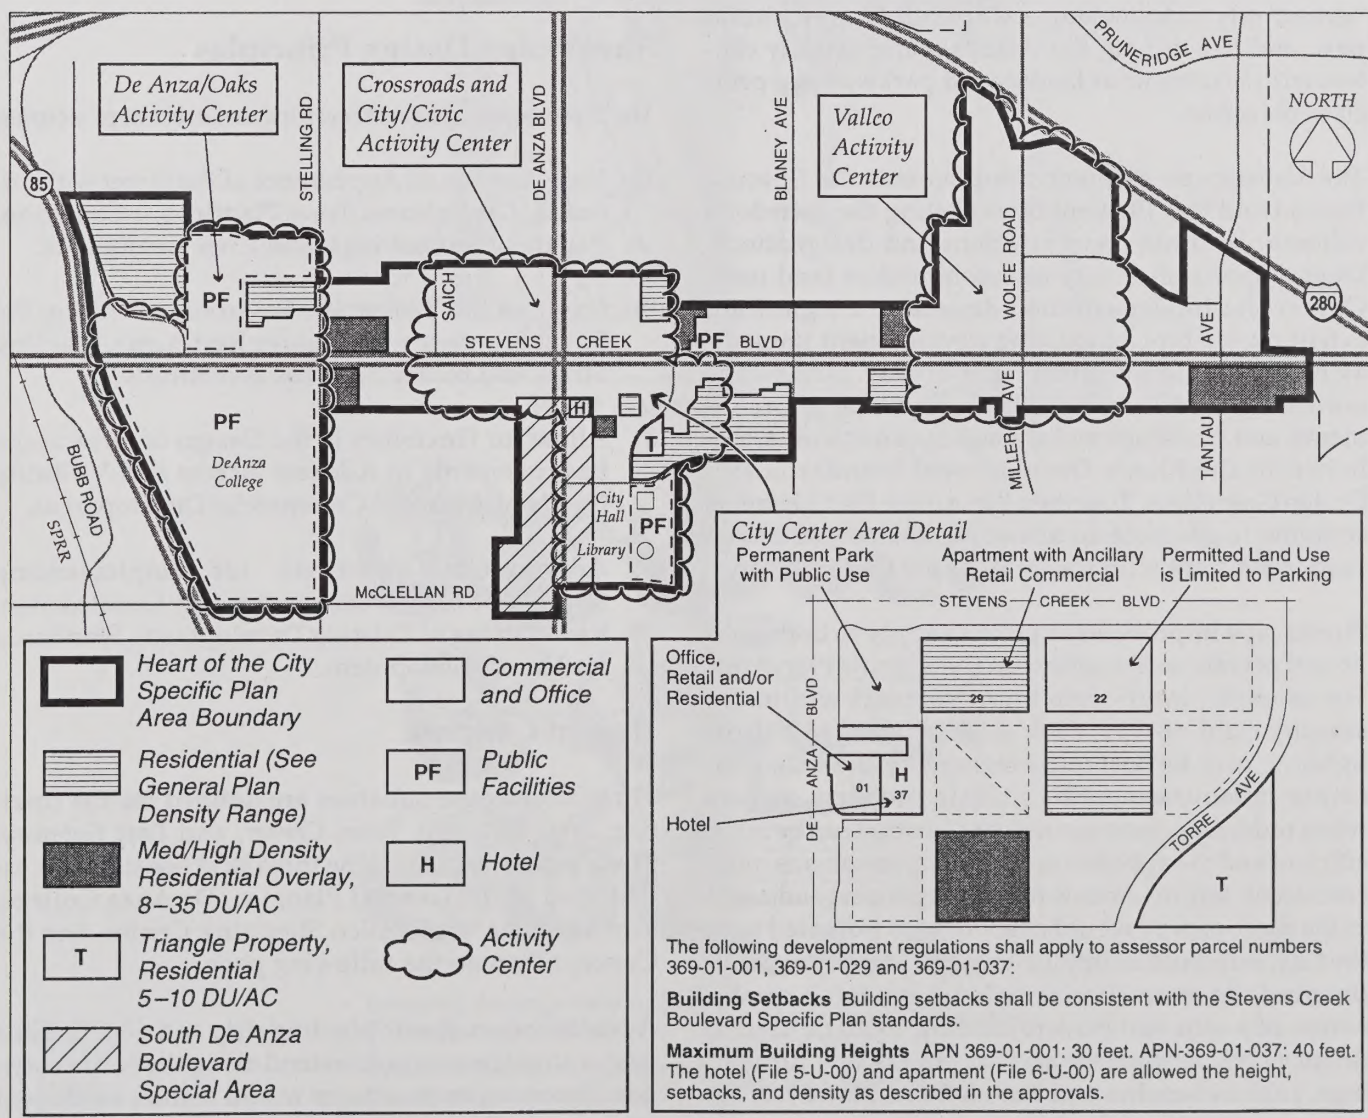 PRUNERIDGE AVE
NORTH
De Anza/Oaks
Activity Center
STELLING RD
Crossroads and
City/Civic
Activity Center
DE ANZA BLVD
BLANEY AVE
Vallco
Activity
Center
WOLFE ROAD
85
280
PF
SAICH
STEVENS CREEK BLVD
PF
PF
DeAnza
College
BUBB ROAD
SPRR
H
T
City
Hall
PF
Library
McCLELLAN RD
MILLER AVE
TANTAU AVE
Heart of the City
Specific Plan
Area Boundary
Residential (See
General Plan
Density Range)
Med/High Density
Residential Overlay,
8–35 DU/AC
T
Triangle Property,
Residential
5–10 DU/AC
South De Anza
Boulevard
Special Area
Commercial
and Office
PF
Public
Facilities
H
Hotel
Activity
Center
City Center Area Detail
Permanent Park
with Public Use
Apartment with Ancillary
Retail Commercial
Permitted Land Use
is Limited to Parking
STEVENS CREEK BLVD
Office,
Retail and/or
Residential
29
22
DE ANZA BLVD
H
01
37
Hotel
TORRE AVE
T
The following development regulations shall apply to assessor parcel numbers
369-01-001, 369-01-029 and 369-01-037:
Building Setbacks Building setbacks shall be consistent with the Stevens Creek
Boulevard Specific Plan standards.
Maximum Building Heights APN 369-01-001: 30 feet. APN-369-01-037: 40 feet.
The hotel (File 5-U-00) and apartment (File 6-U-00) are allowed the height,
setbacks, and density as described in the approvals.